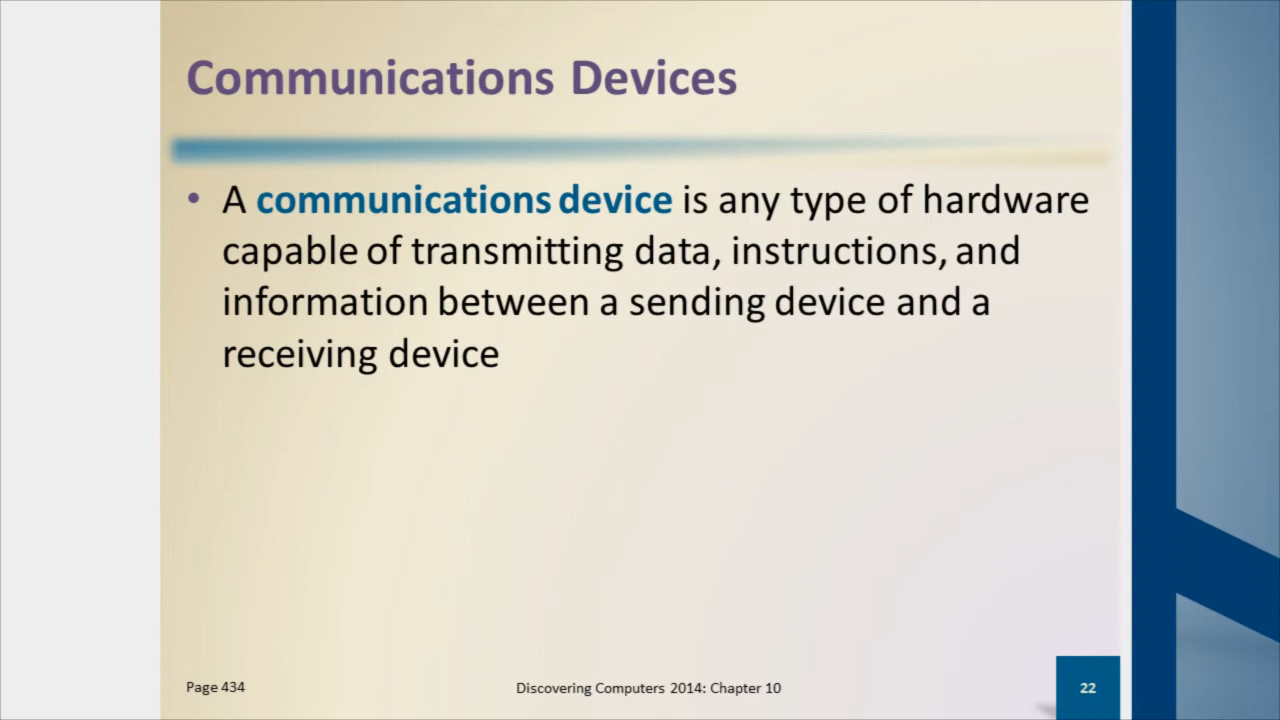 Communications Devices
• A communications device is any type of hardware
capable of transmitting data, instructions, and
information between a sending device and a
receiving device
Page 434
Discovering Computers 2014: Chapter 10
22